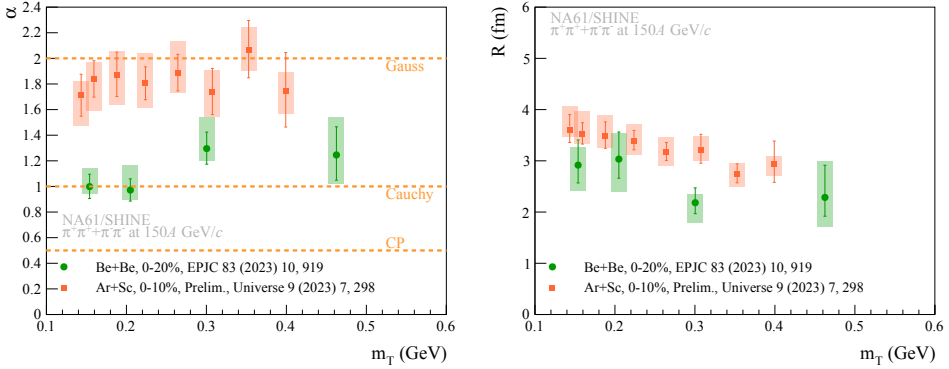 α
2.4
2.2
2
1.8
1.6
1.4
1.2
1
0.8
0.6
0.4
0.2
0
Gauss
Cauchy
NA61/SHINE
π⁺π⁺+π⁻π⁻ at 150A GeV/c
CP
Be+Be, 0-20%, EPJC 83 (2023) 10, 919
Ar+Sc, 0-10%, Prelim., Universe 9 (2023) 7, 298
0.1 0.2 0.3 0.4 0.5 0.6
m_T (GeV)
R (fm)
6
5
4
3
2
1
0
NA61/SHINE
π⁺π⁺+π⁻π⁻ at 150A GeV/c
Be+Be, 0-20%, EPJC 83 (2023) 10, 919
Ar+Sc, 0-10%, Prelim., Universe 9 (2023) 7, 298
0.1 0.2 0.3 0.4 0.5 0.6
m_T (GeV)